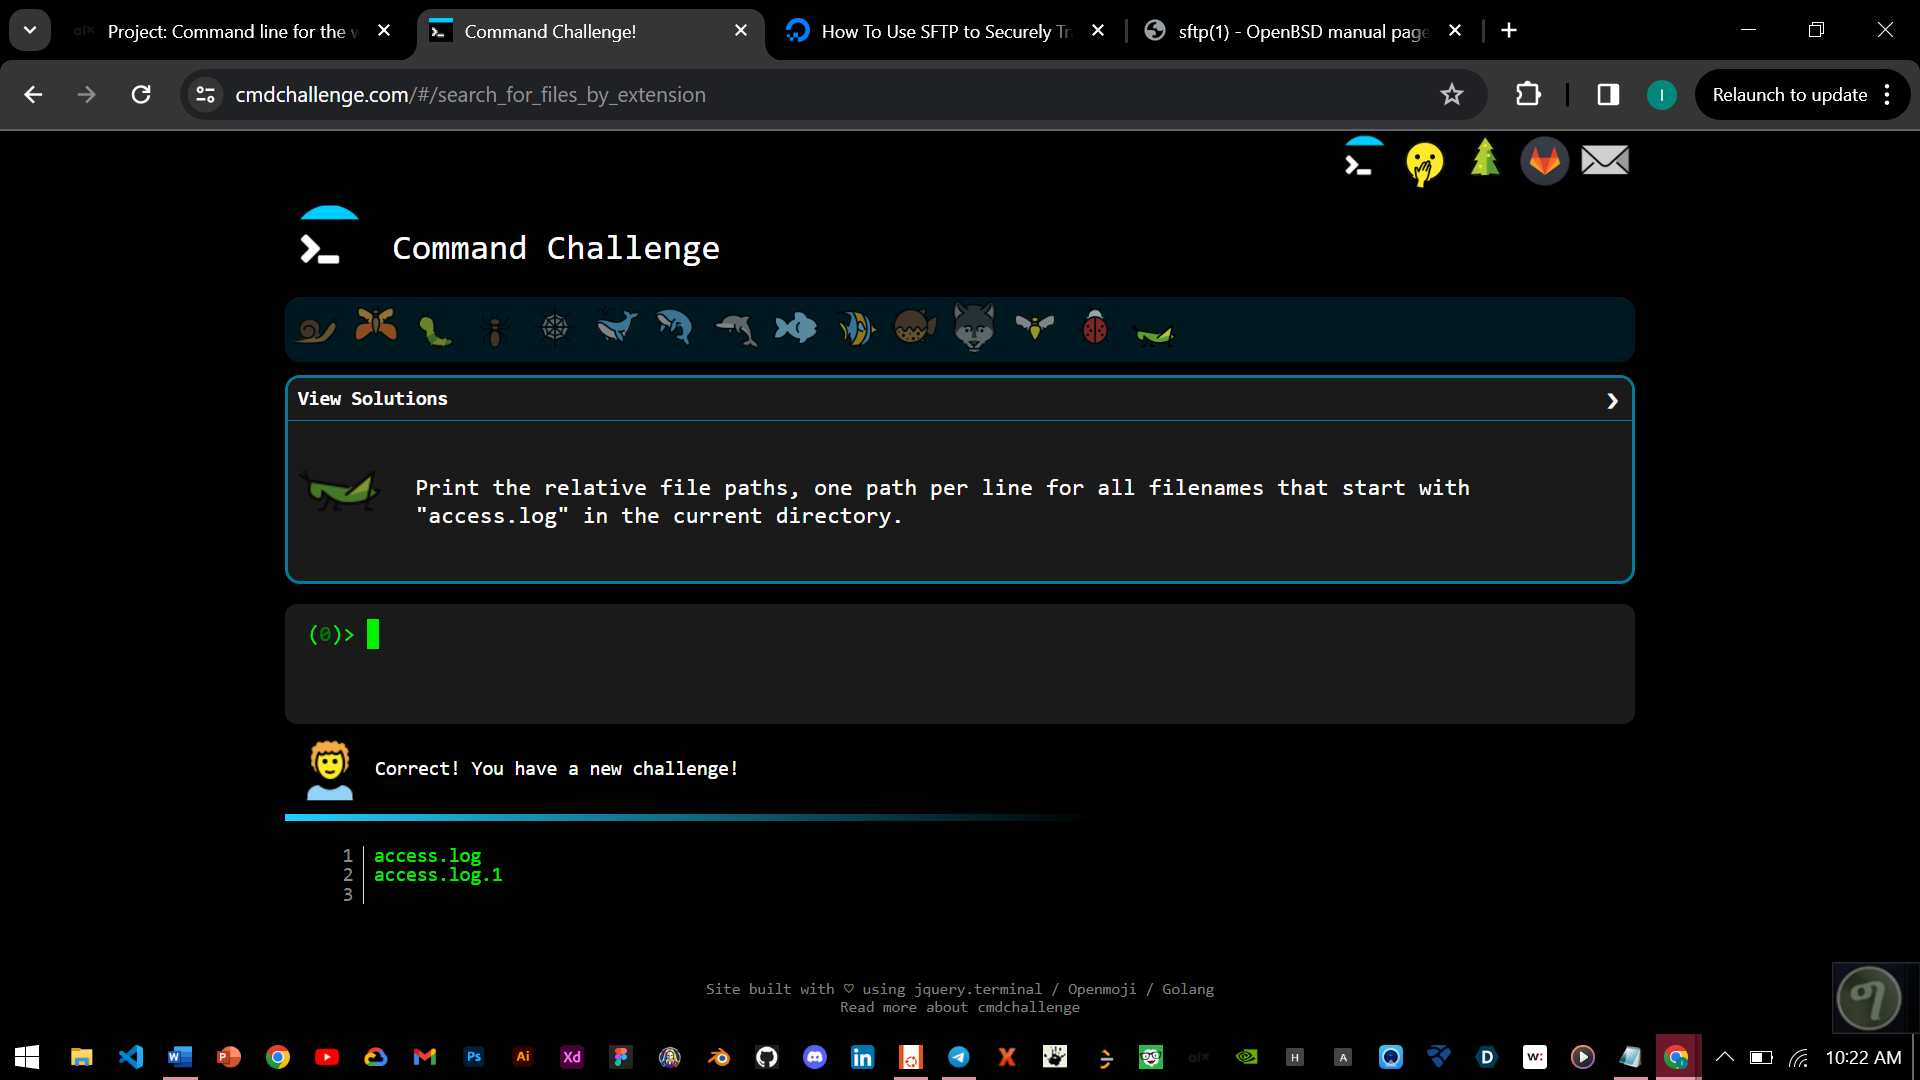 Project: Command line for the w
Command Challenge!
How To Use SFTP to Securely Tr
sftp(1) - OpenBSD manual page
cmdchallenge.com/#/search_for_files_by_extension
I
Relaunch to update
Command Challenge
View Solutions
Print the relative file paths, one path per line for all filenames that start with
"access.log" in the current directory.
(0)>
Correct! You have a new challenge!
1 access.log
2 access.log.1
3
Site built with ♡ using jquery.terminal / Openmoji / Golang
Read more about cmdchallenge
W P Ps Ai Xd in X H A D w:
10:22 AM